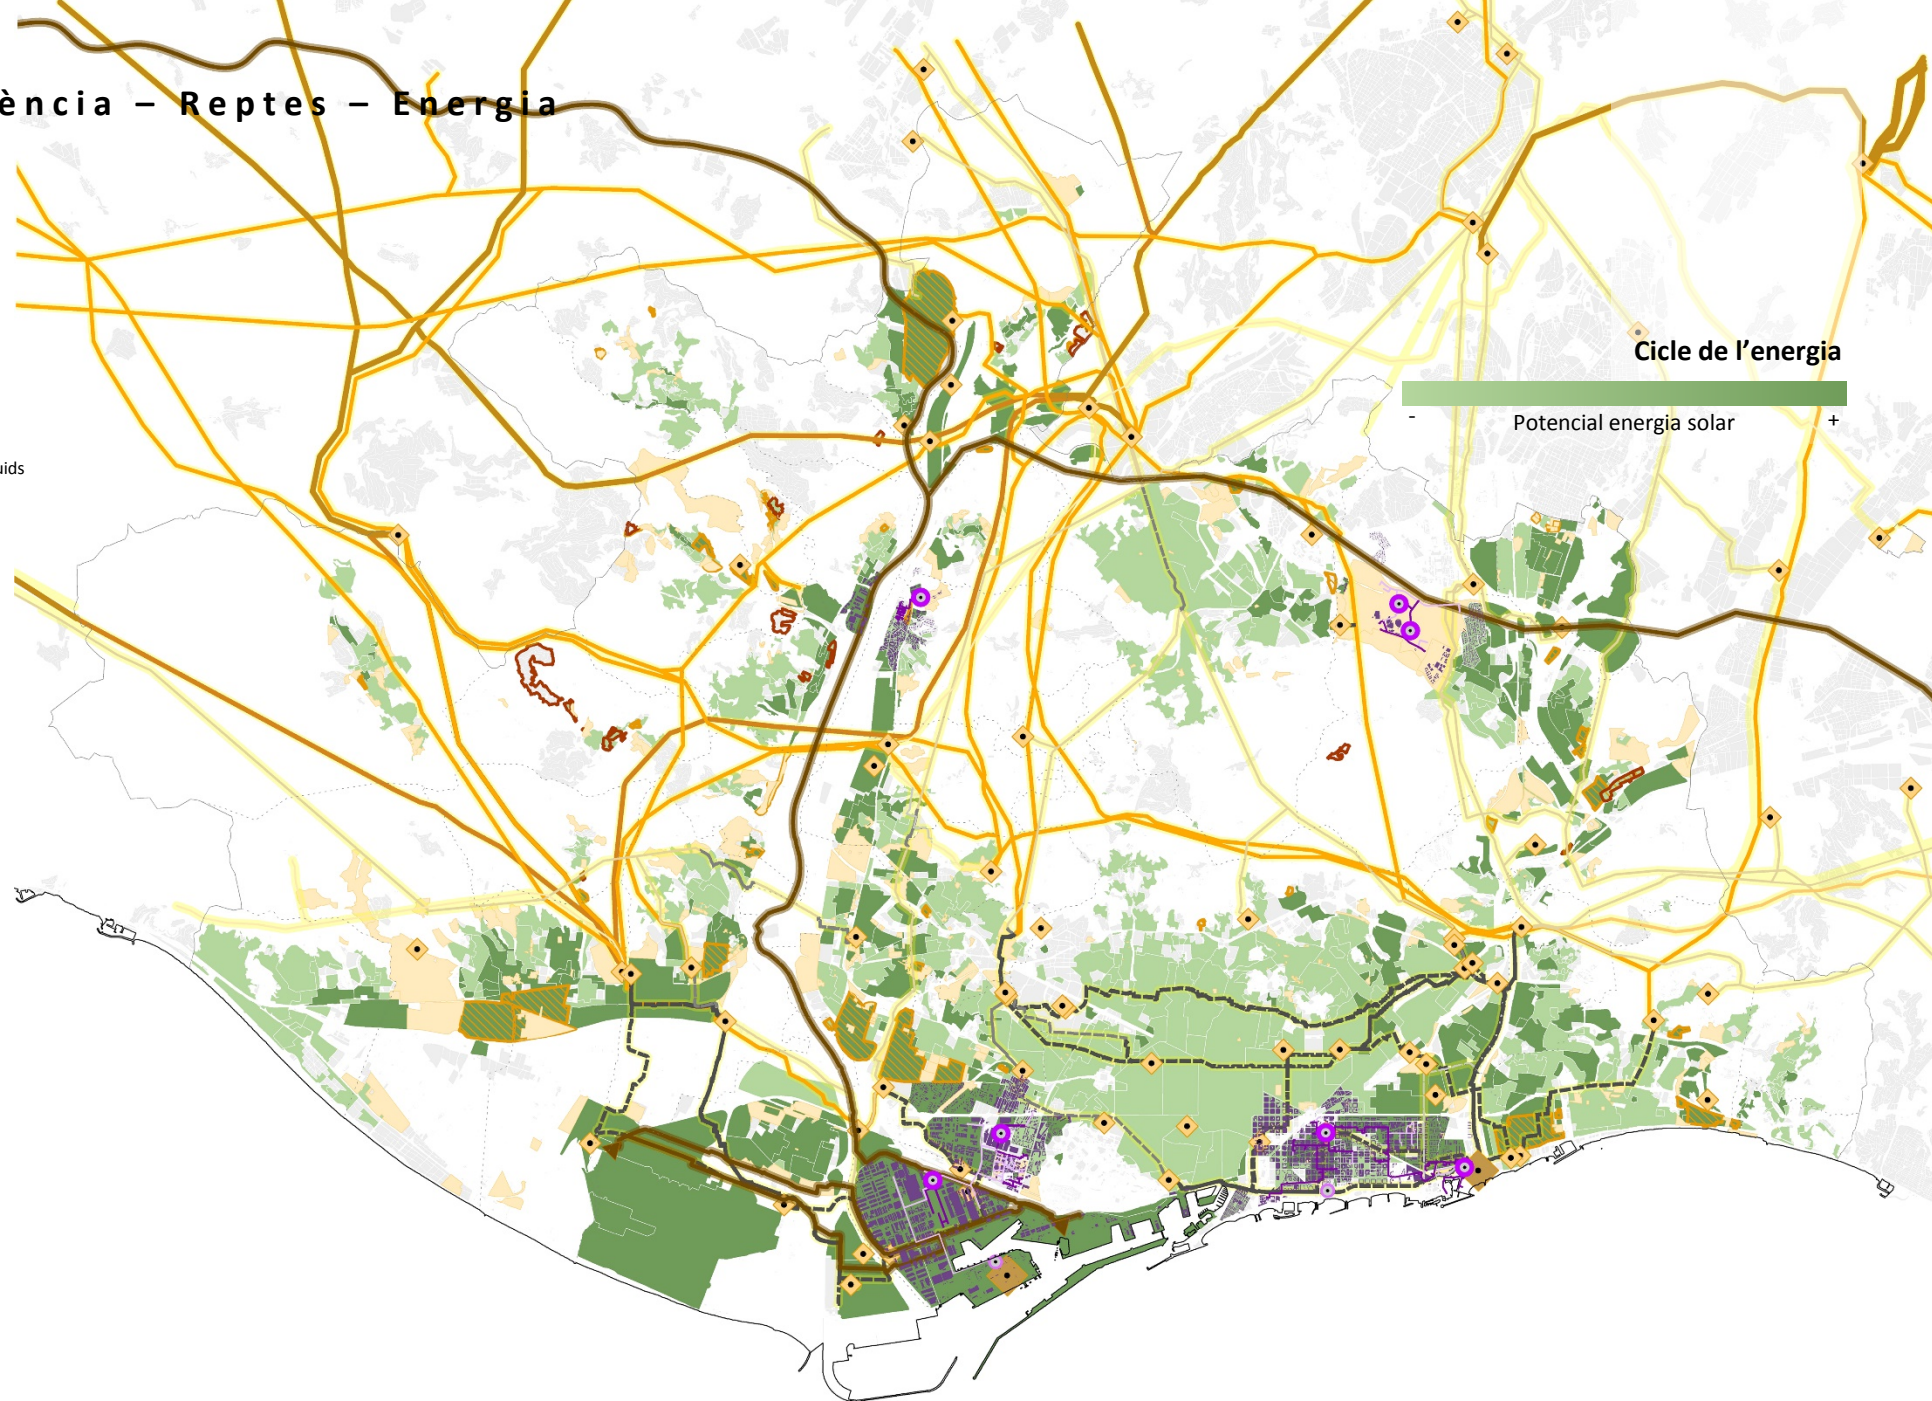 ència – Reptes – Energia
Cicle de l’energia
- Potencial energia solar +
uids